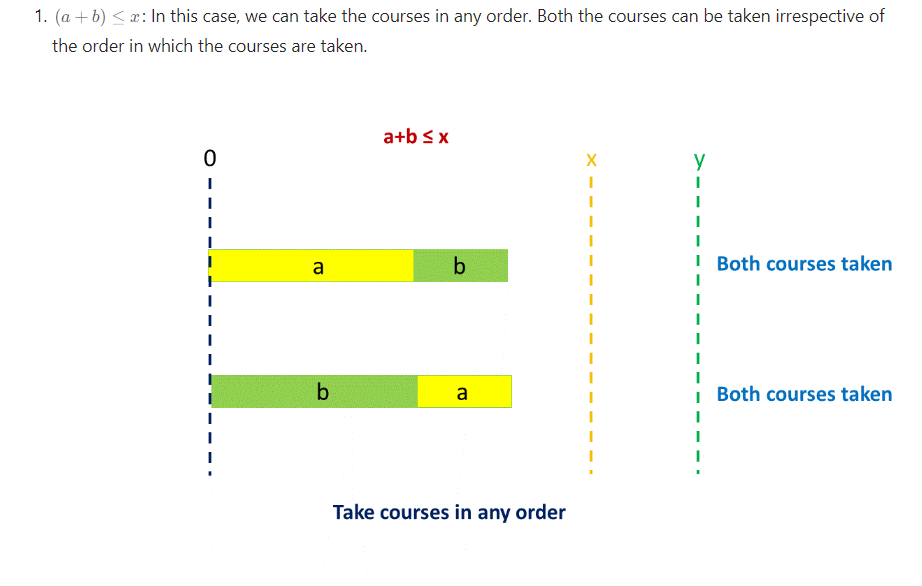 1. (a + b) ≤ x: In this case, we can take the courses in any order. Both the courses can be taken irrespective of
the order in which the courses are taken.
a+b ≤ x
0
x
y
a
b
Both courses taken
b
a
Both courses taken
Take courses in any order